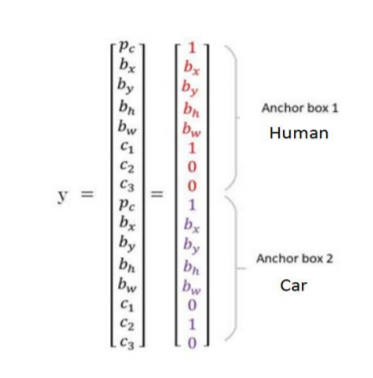 y = [ p_c = [ 1
b_x b_x
b_y b_y
b_h b_h
b_w b_w
c_1 1
c_2 0
c_3 0
p_c 1
b_x b_x
b_y b_y
b_h b_h
b_w b_w
c_1 0
c_2 1
c_3 ] 0 ]
Anchor box 1
Human
Anchor box 2
Car